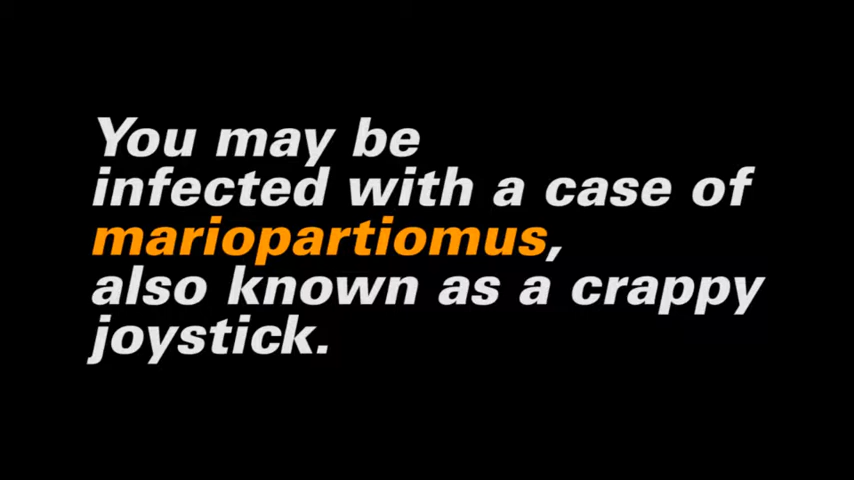 You may be
infected with a case of
mariopartiomus,
also known as a crappy
joystick.